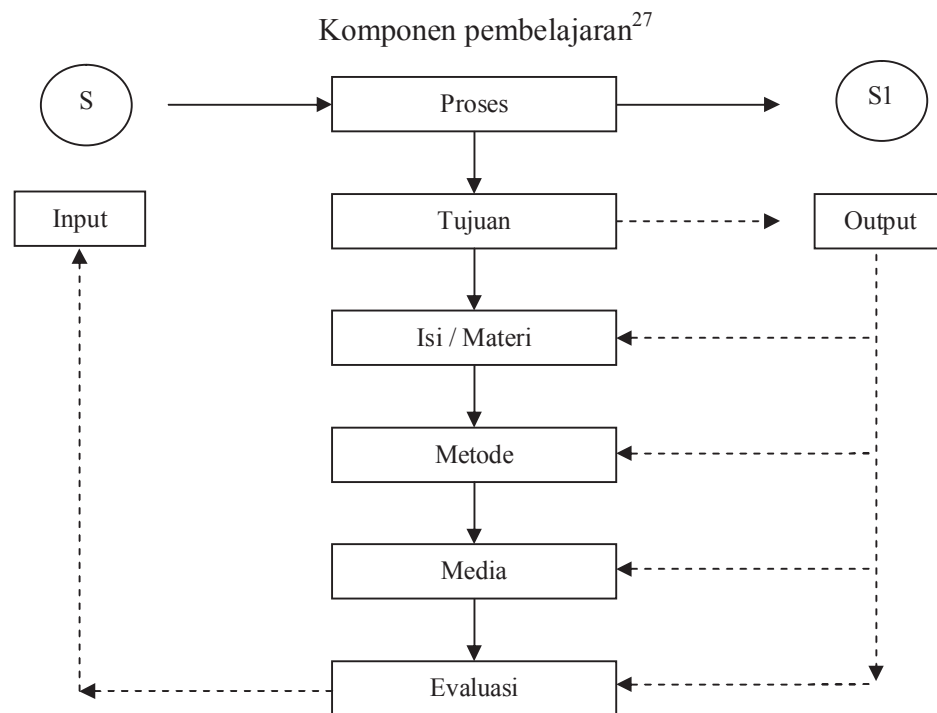 Komponen pembelajaran27
S
Proses
S1
Input
Tujuan
Output
Isi / Materi
Metode
Media
Evaluasi